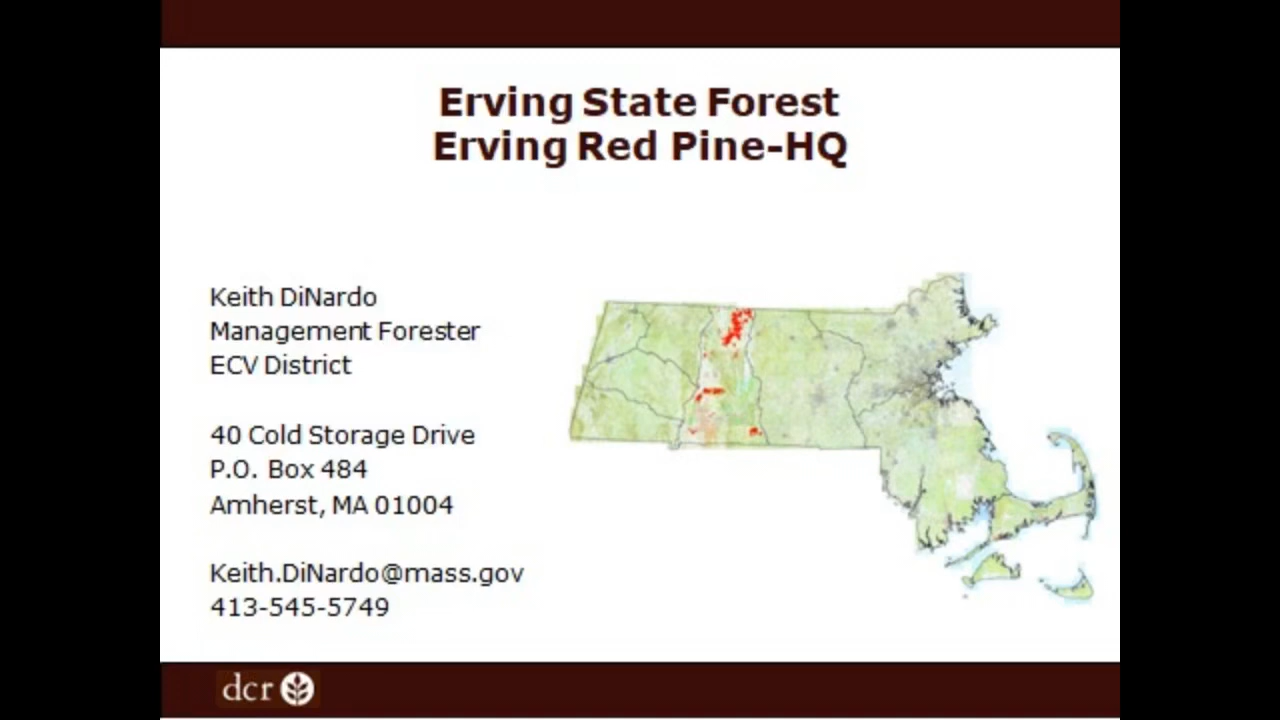 Erving State Forest
Erving Red Pine-HQ
Keith DiNardo
Management Forester
ECV District
40 Cold Storage Drive
P.O. Box 484
Amherst, MA 01004
Keith.DiNardo@mass.gov
413-545-5749
dcr